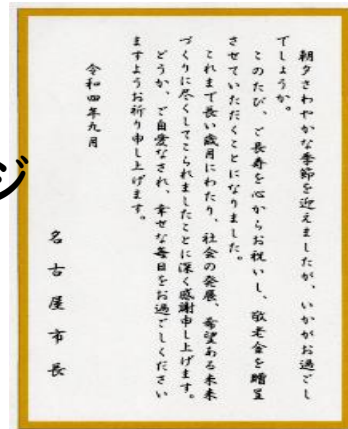 朝夕さわやかな季節を迎えましたが、いかがお過ごし
でしょうか。
このたび、ご長寿を心からお祝いし、敬老金を贈呈
させていただくことになりました。
これまで長い歳月にわたり、社会の発展、希望ある未来
づくりに尽くしてこられましたことに深く感謝申し上げます。
どうか、ご自愛なされ、幸せな毎日をお過ごしください
ますようお祈り申し上げます。
令和四年九月
名古屋市長
ジ